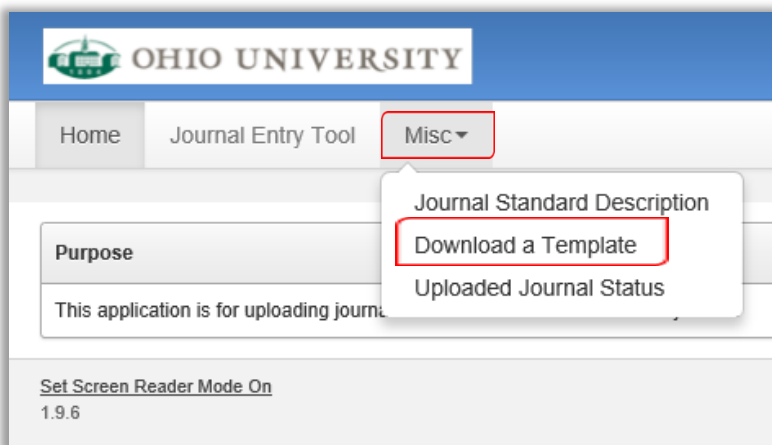 OHIO UNIVERSITY
Home Journal Entry Tool Misc
Journal Standard Description
Download a Template
Uploaded Journal Status
Purpose
This application is for uploading
Set Screen Reader Mode On
1.9.6